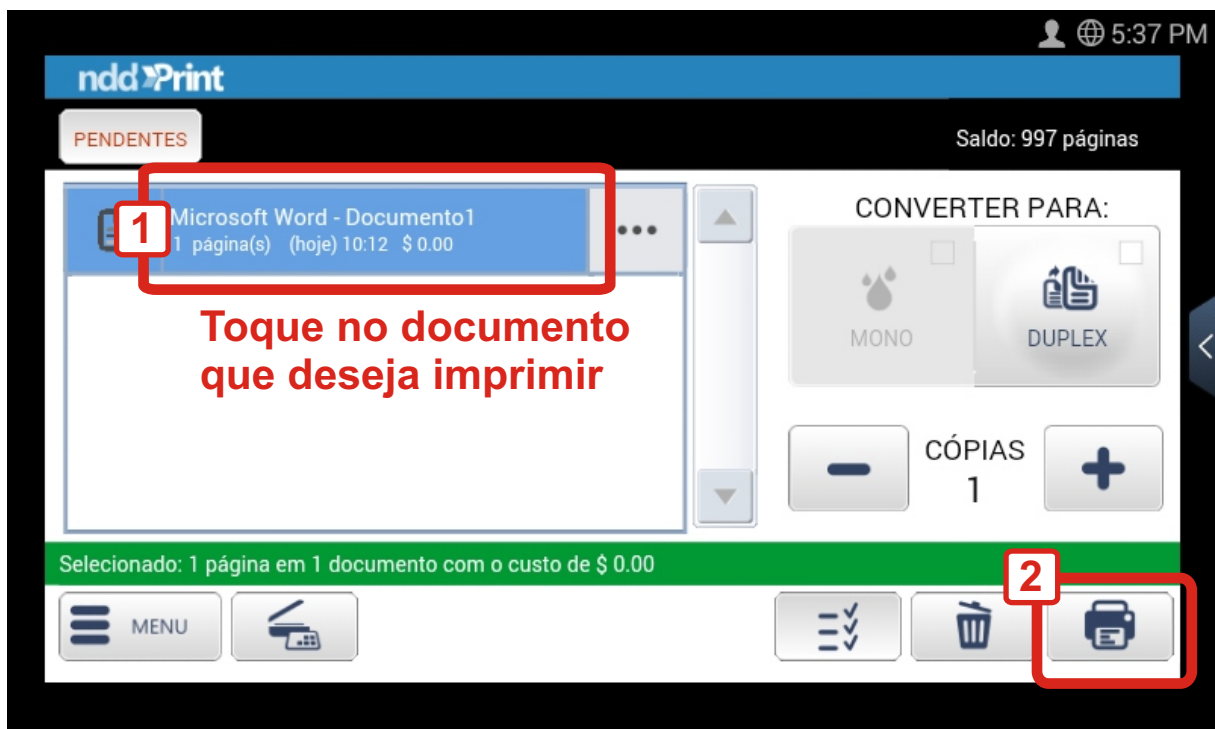 5:37 PM
nddPrint
PENDENTES
Saldo: 997 páginas
1
Microsoft Word - Documento1
1 página(s) (hoje) 10:12 $ 0.00
Toque no documento
que deseja imprimir
CONVERTER PARA:
MONO
DUPLEX
CÓPIAS
1
Selecionado: 1 página em 1 documento com o custo de $ 0.00
2
MENU